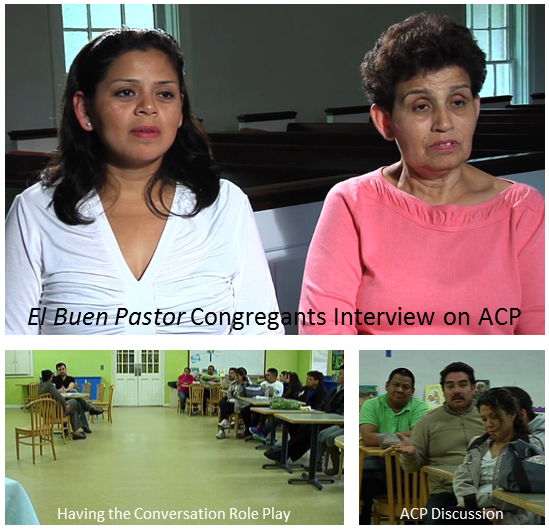 El Buen Pastor Congregants Interview on ACP
Having the Conversation Role Play
ACP Discussion